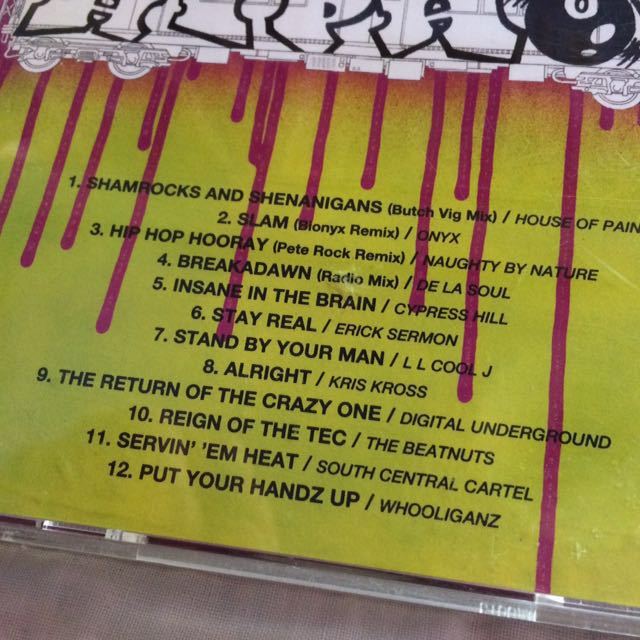 1. SHAMROCKS AND SHENANIGANS (Butch Vig Mix) / HOUSE OF PAIN
2. SLAM (Bionyx Remix) / ONYX
3. HIP HOP HOORAY (Pete Rock Remix) / NAUGHTY BY NATURE
4. BREAKADAWN (Radio Mix) / DE LA SOUL
5. INSANE IN THE BRAIN / CYPRESS HILL
6. STAY REAL / ERICK SERMON
7. STAND BY YOUR MAN / L L COOL J
8. ALRIGHT / KRIS KROSS
9. THE RETURN OF THE CRAZY ONE / DIGITAL UNDERGROUND
10. REIGN OF THE TEC / THE BEATNUTS
11. SERVIN' 'EM HEAT / SOUTH CENTRAL CARTEL
12. PUT YOUR HANDZ UP / WHOOLIGANZ